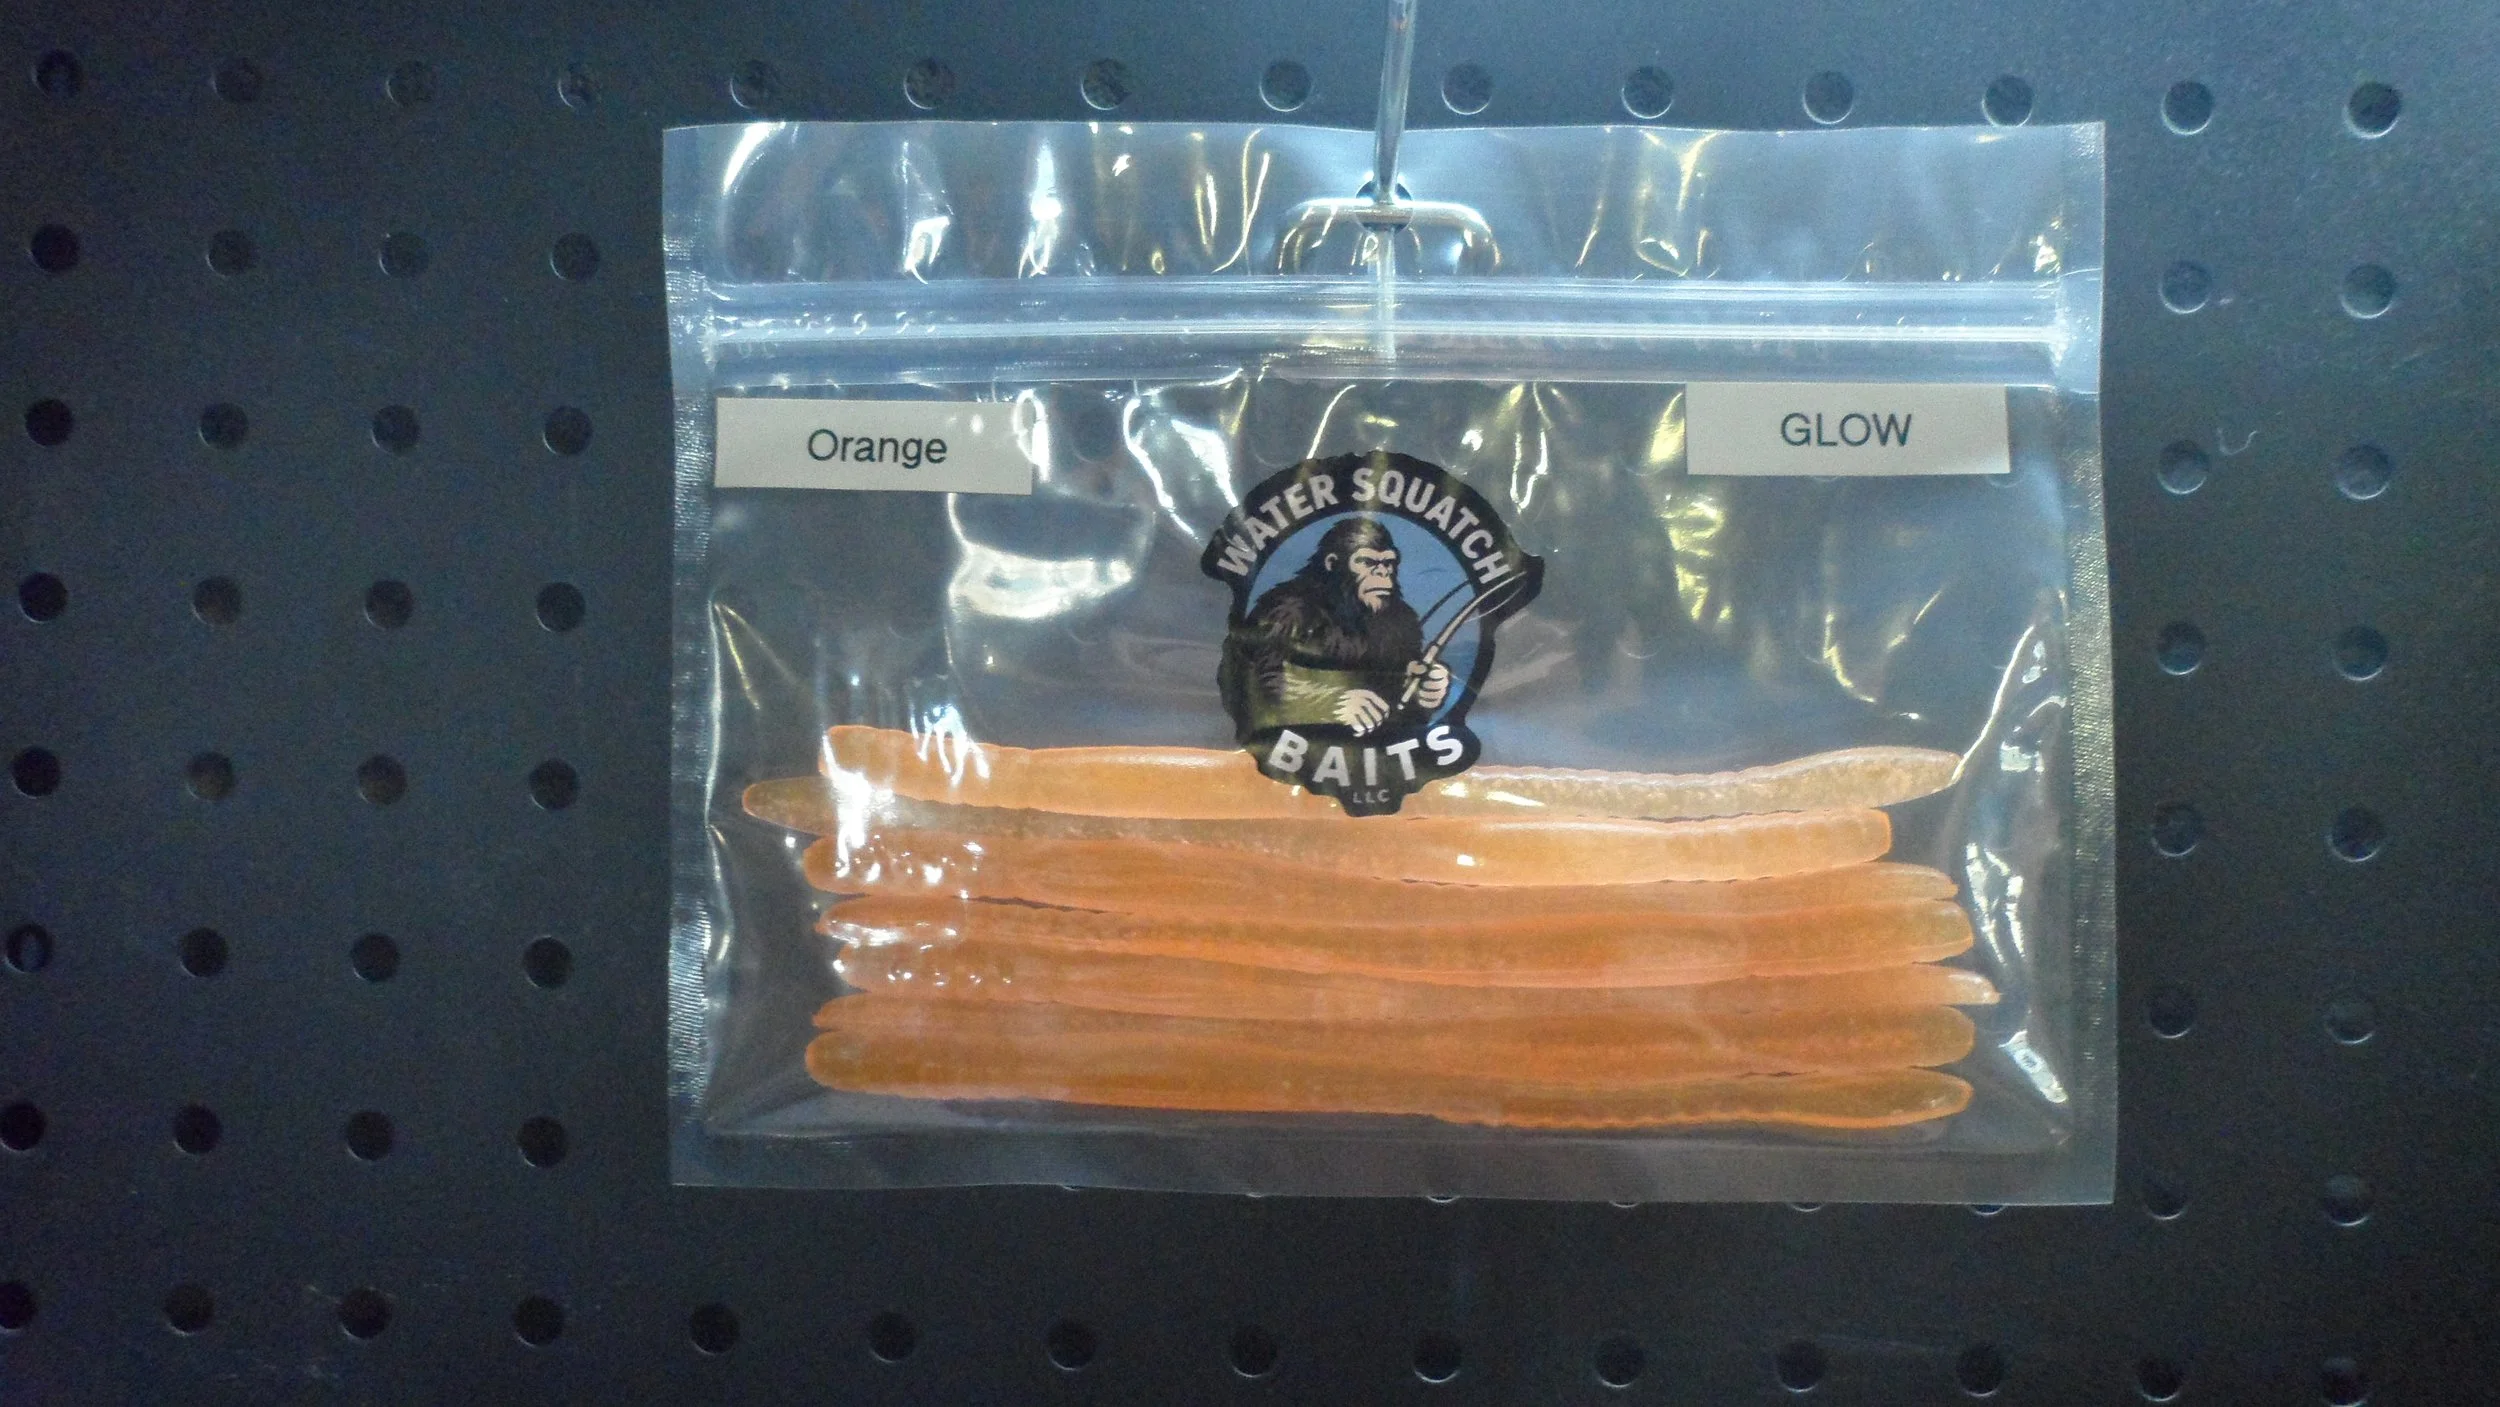 Orange
GLOW
WATER SQUATCH
BAITS
LLC